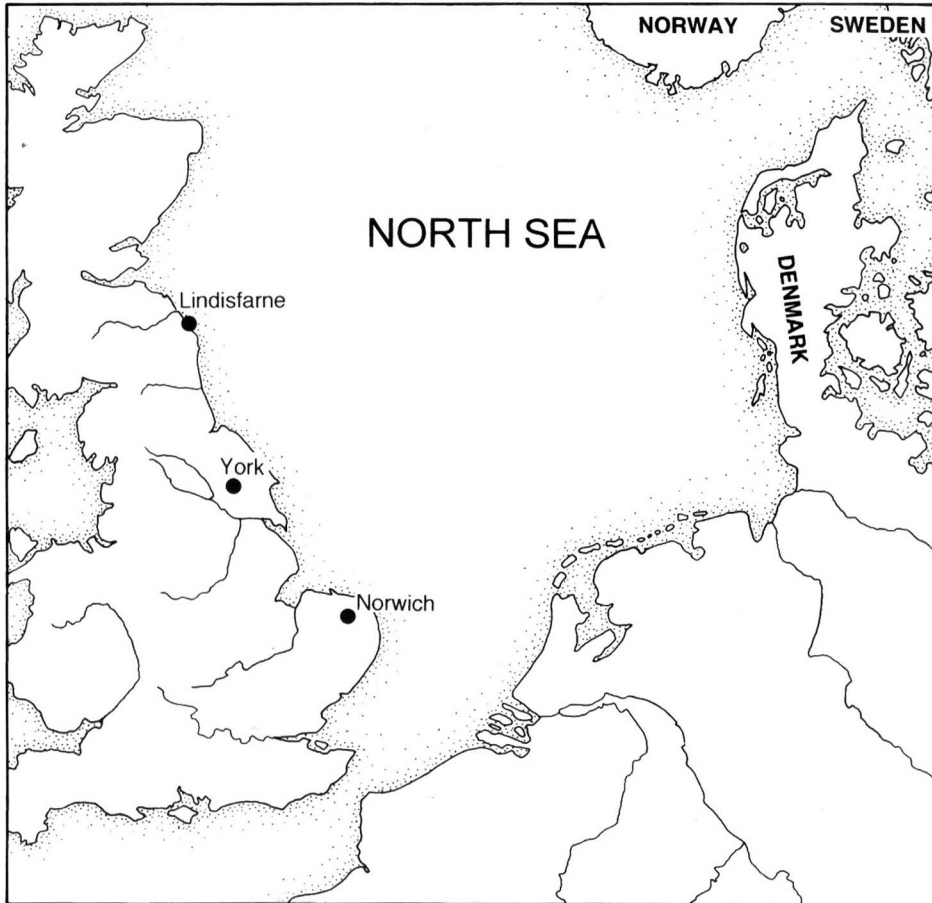 NORWAY
SWEDEN
NORTH SEA
DENMARK
Lindisfarne
York
Norwich